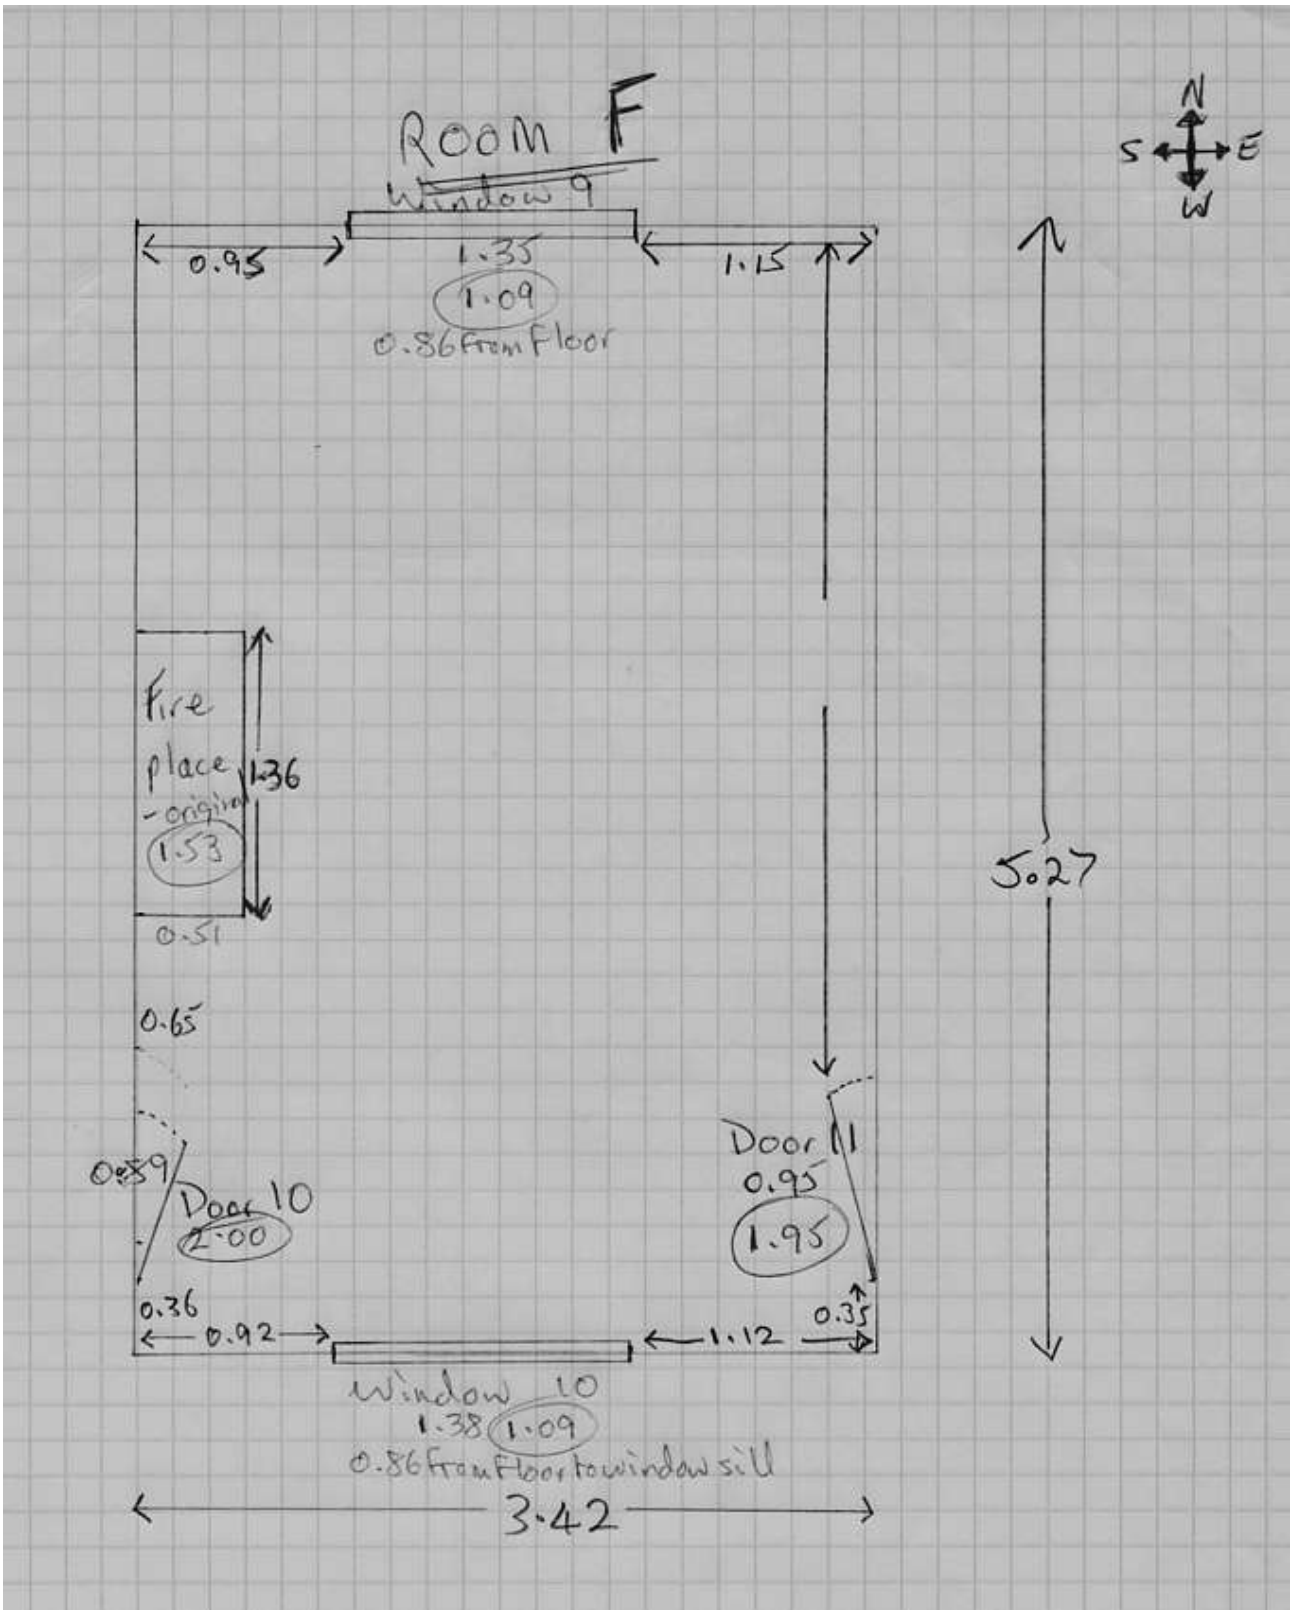 ROOM F
N
S E
W
Window 9
0.95 1.35 1.15
1.09
0.86 from Floor
Fire
place
- original
1.36
1.53
0.51
5.27
0.65
Door 11
0.95
1.95
Door 10
2.00
0.36
0.35
0.92
1.12
Window 10
1.38 1.09
0.86 from Floor to window sill
3.42